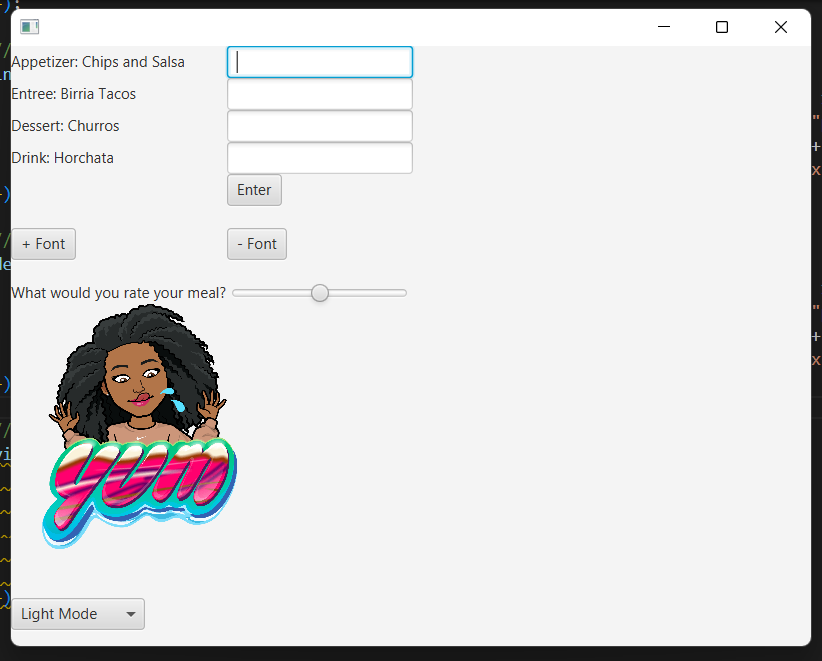 Appetizer: Chips and Salsa
Entree: Birria Tacos
Dessert: Churros
Drink: Horchata
Enter
+ Font - Font
What would you rate your meal?
yum
Light Mode